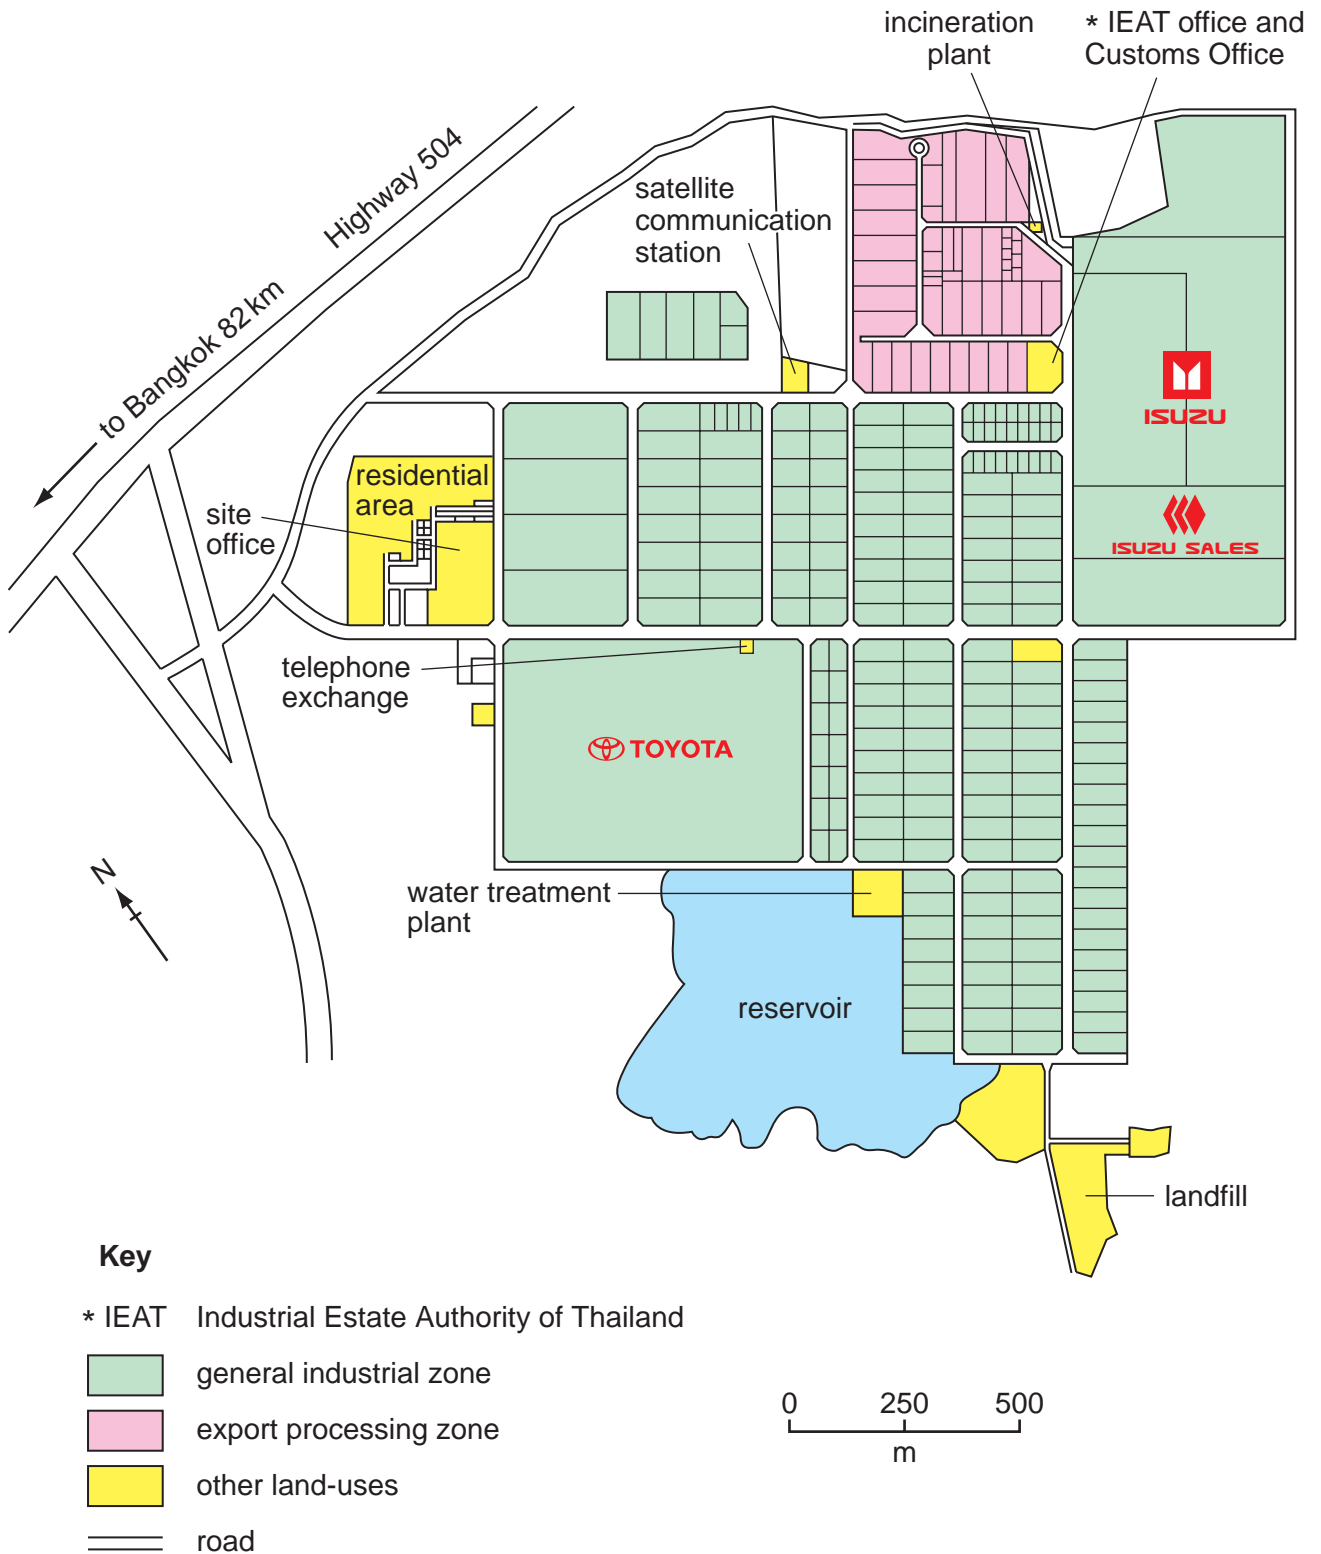 incineration
plant
* IEAT office and
Customs Office
Highway 504
to Bangkok 82 km
satellite
communication
station
ISUZU
ISUZU SALES
residential
area
site
office
telephone
exchange
TOYOTA
N
water treatment
plant
reservoir
landfill
Key
* IEAT Industrial Estate Authority of Thailand
general industrial zone
export processing zone
other land-uses
road
0 250 500
m